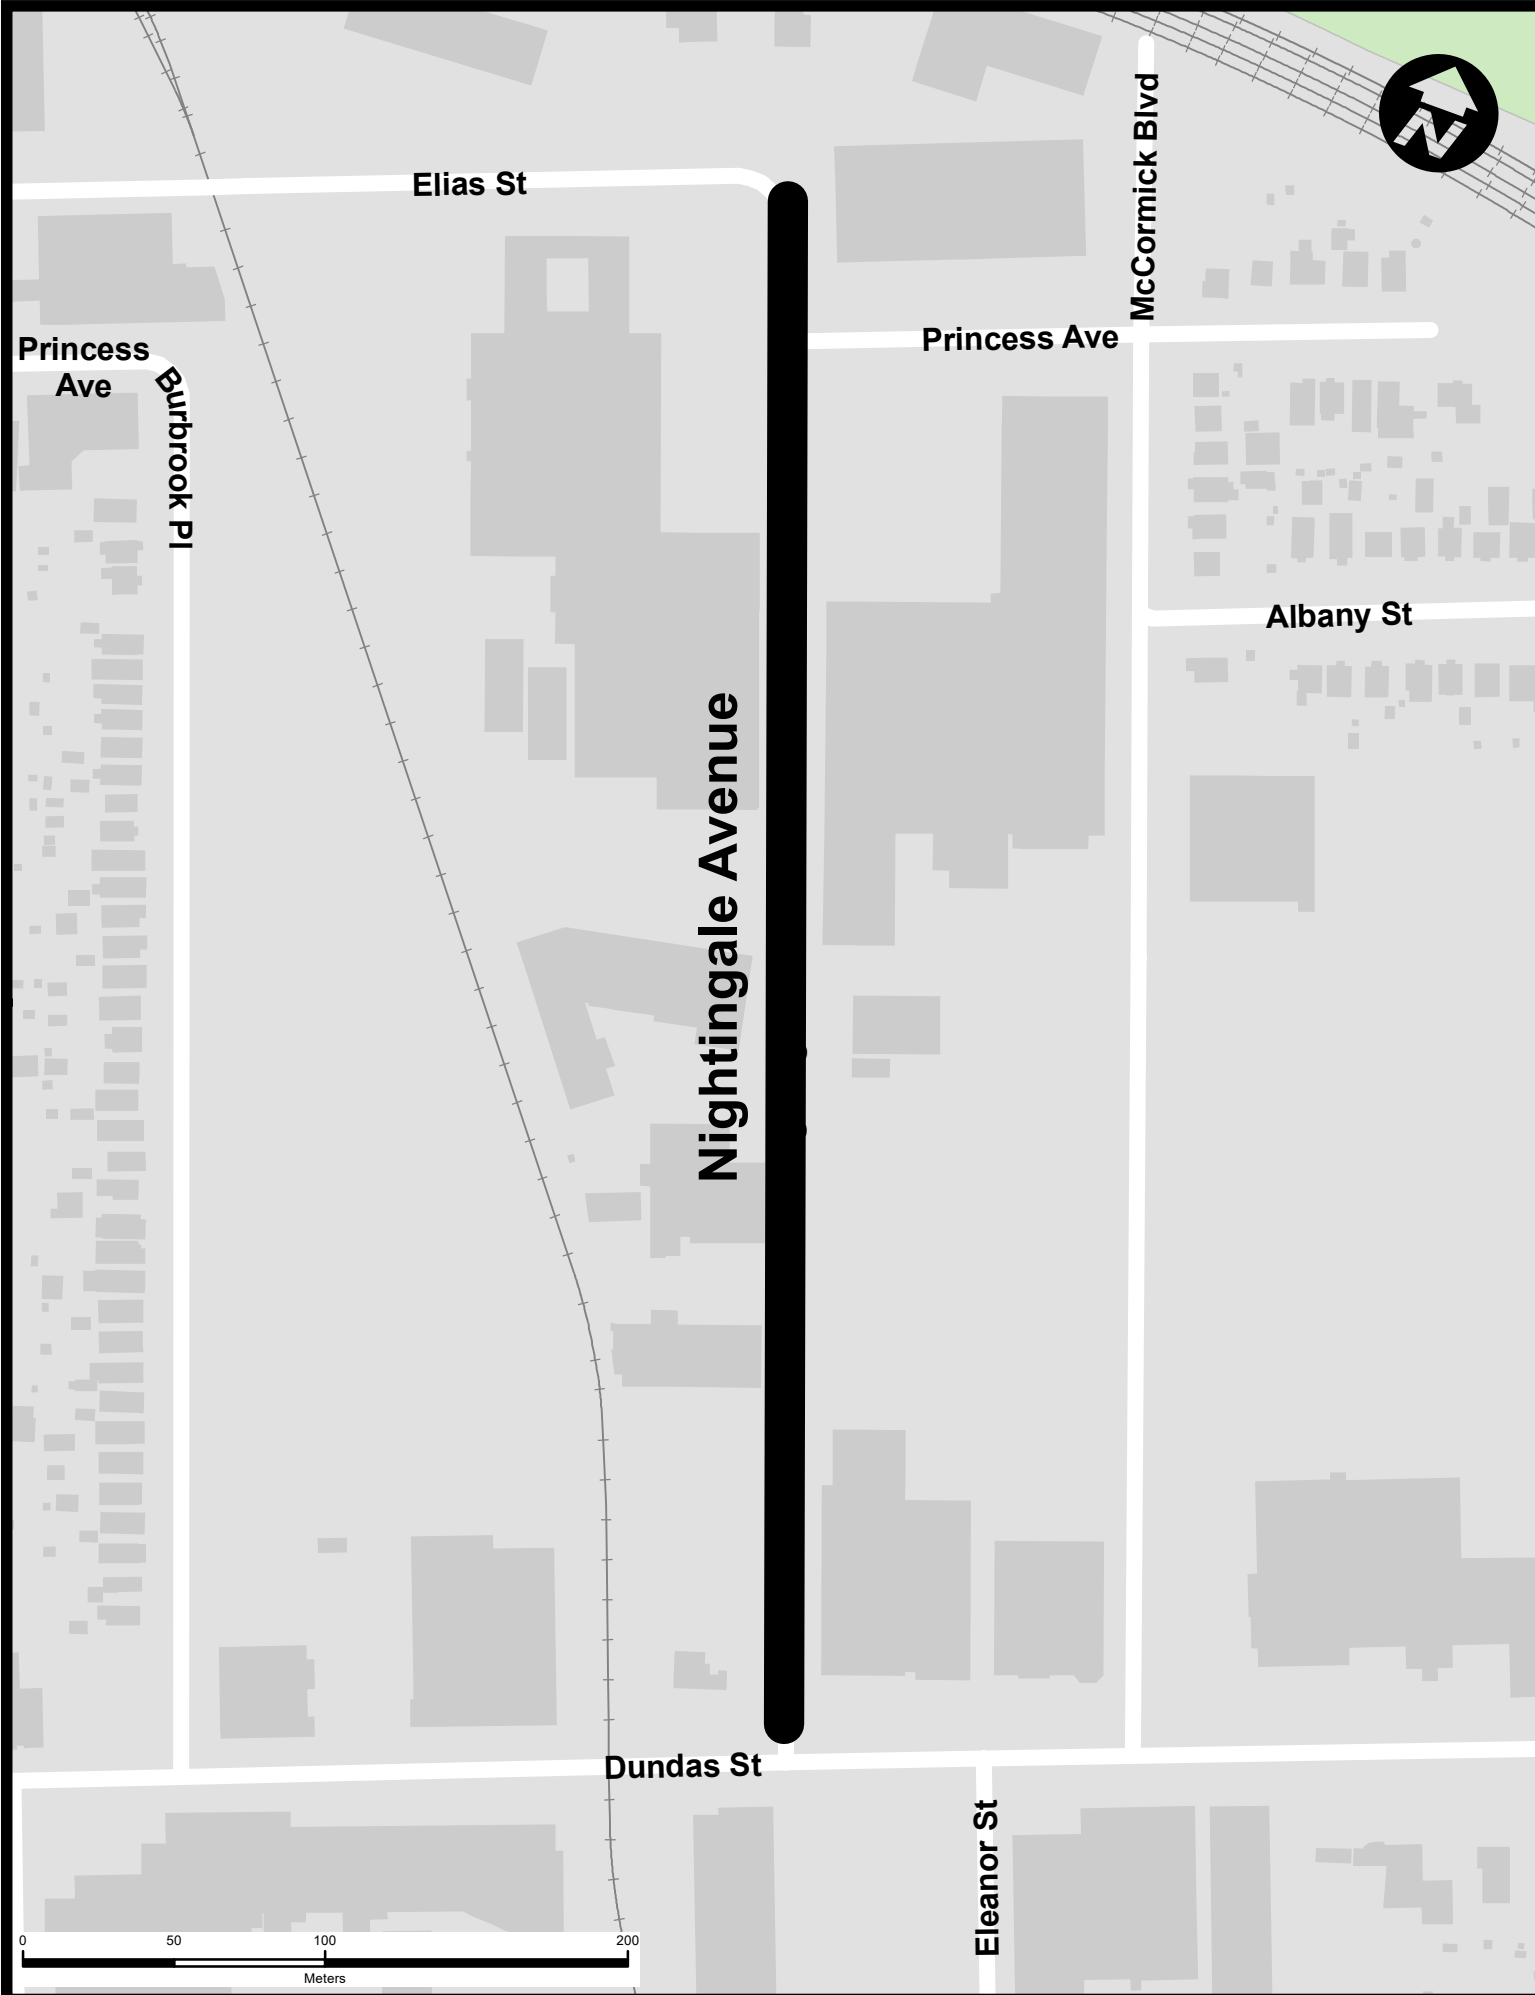 McCormick Blvd
N
Elias St
Princess Ave
Princess
Ave
Burbrook Pl
Albany St
Nightingale Avenue
Dundas St
Eleanor St
0 50 100 200
Meters